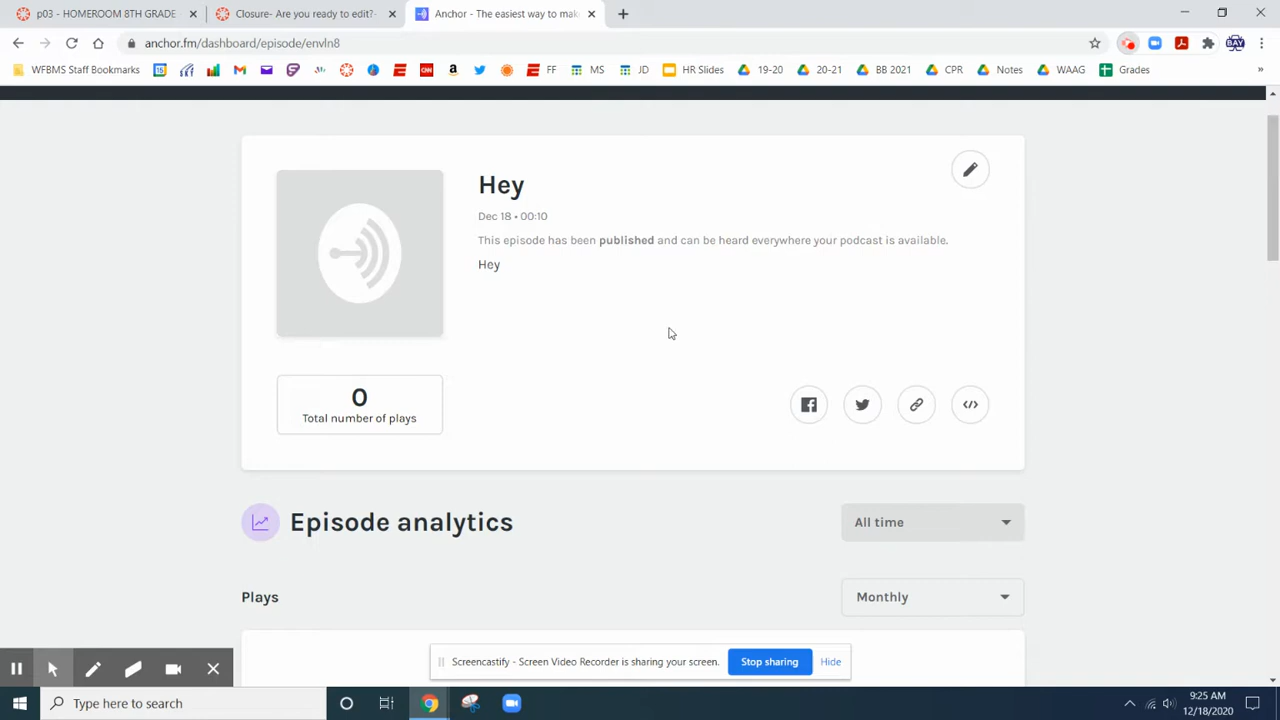 p03 - HOMEROOM 8TH GRADE
Closure- Are you ready to edit?-
Anchor - The easiest way to mak
anchor.fm/dashboard/episode/envln8
WFBMS Staff Bookmarks
FF
MS
JD
HR Slides
19-20
20-21
BB 2021
CPR
Notes
WAAG
Grades
»
BAY
Hey
Dec 18 • 00:10
This episode has been published and can be heard everywhere your podcast is available.
Hey
0
Total number of plays
Episode analytics
All time
Plays
Monthly
Screencastify - Screen Video Recorder is sharing your screen.
Stop sharing
Hide
Type here to search
9:25 AM
12/18/2020